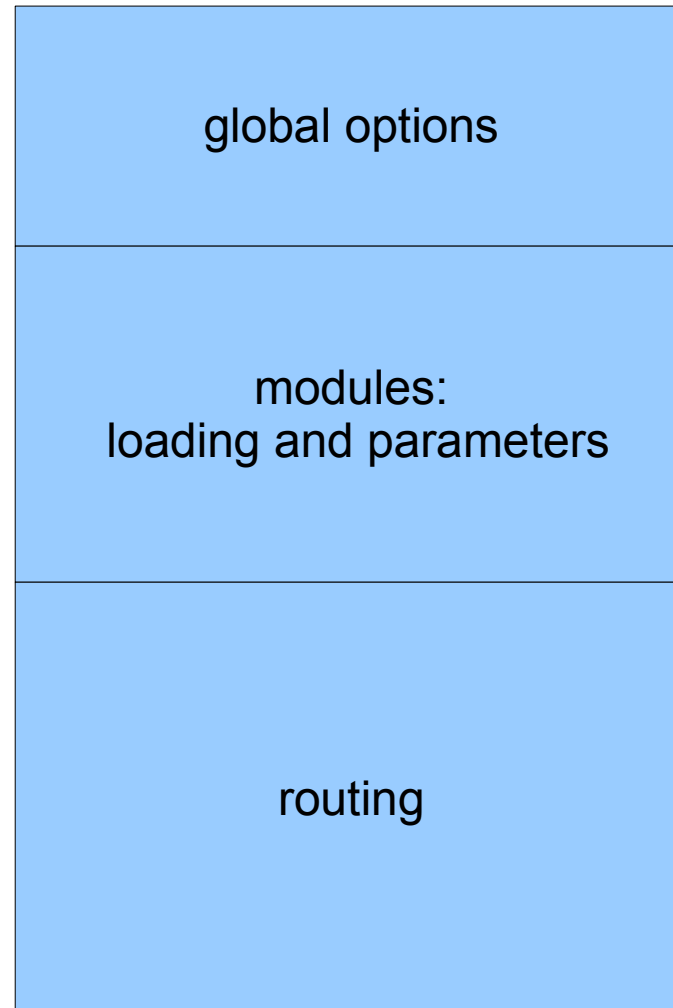 global options
modules:
loading and parameters
routing